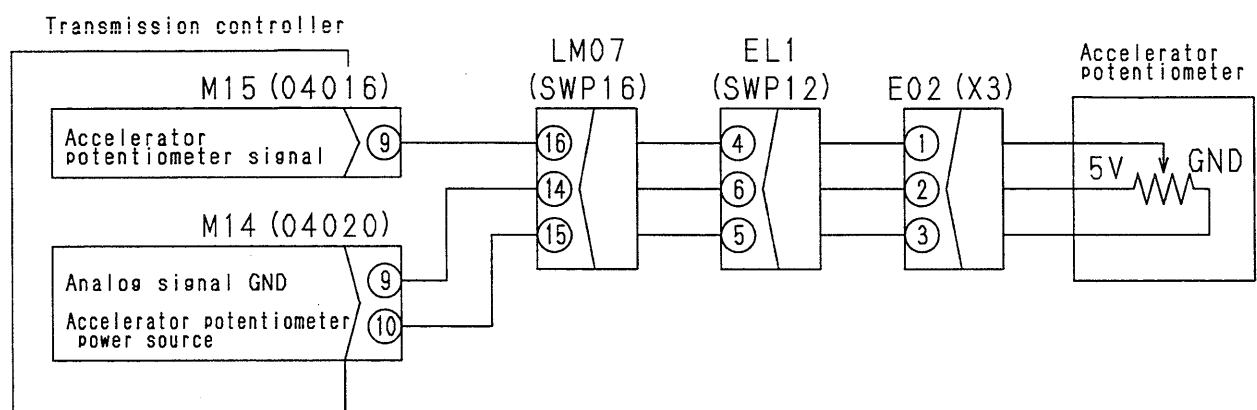 Transmission controller
M15 (04016)
Accelerator
potentiometer signal
9
M14 (04020)
Analog signal GND
9
Accelerator potentiometer
power source
10
LM07
(SWP16)
16
14
15
EL1
(SWP12)
4
6
5
E02 (X3)
1
2
3
Accelerator
potentiometer
5V
GND